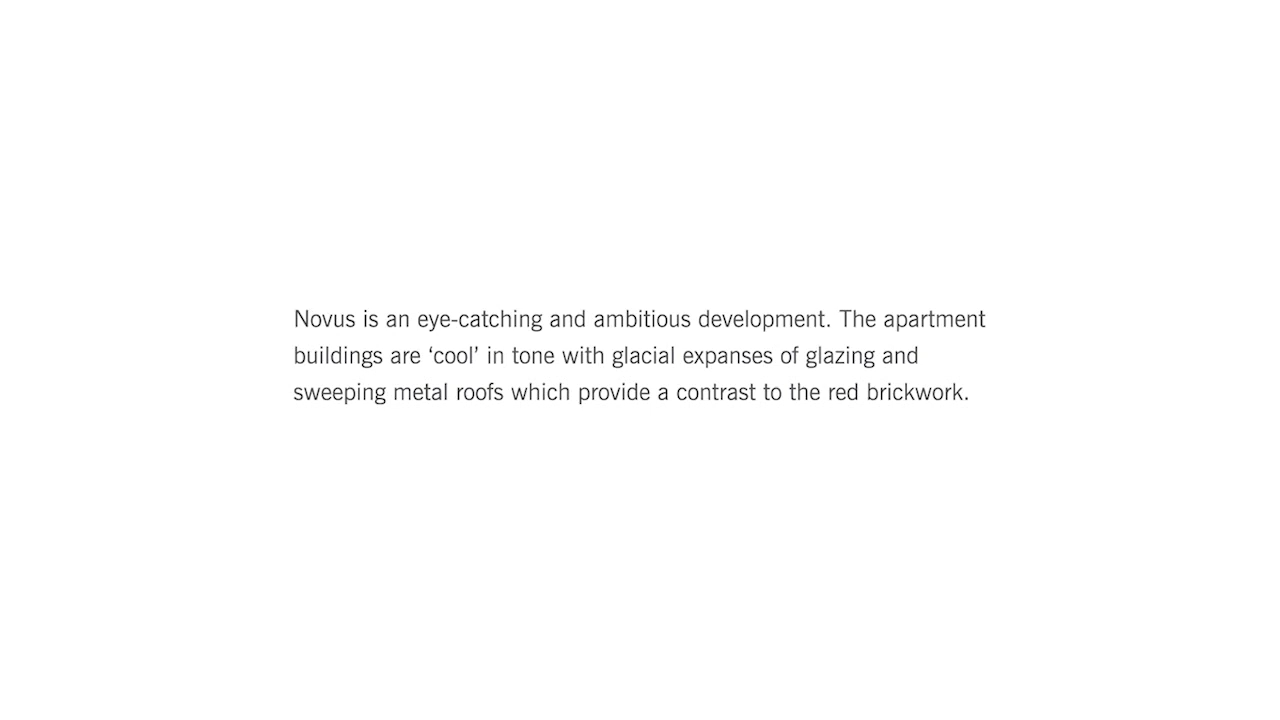 Novus is an eye-catching and ambitious development. The apartment
buildings are ‘cool’ in tone with glacial expanses of glazing and
sweeping metal roofs which provide a contrast to the red brickwork.